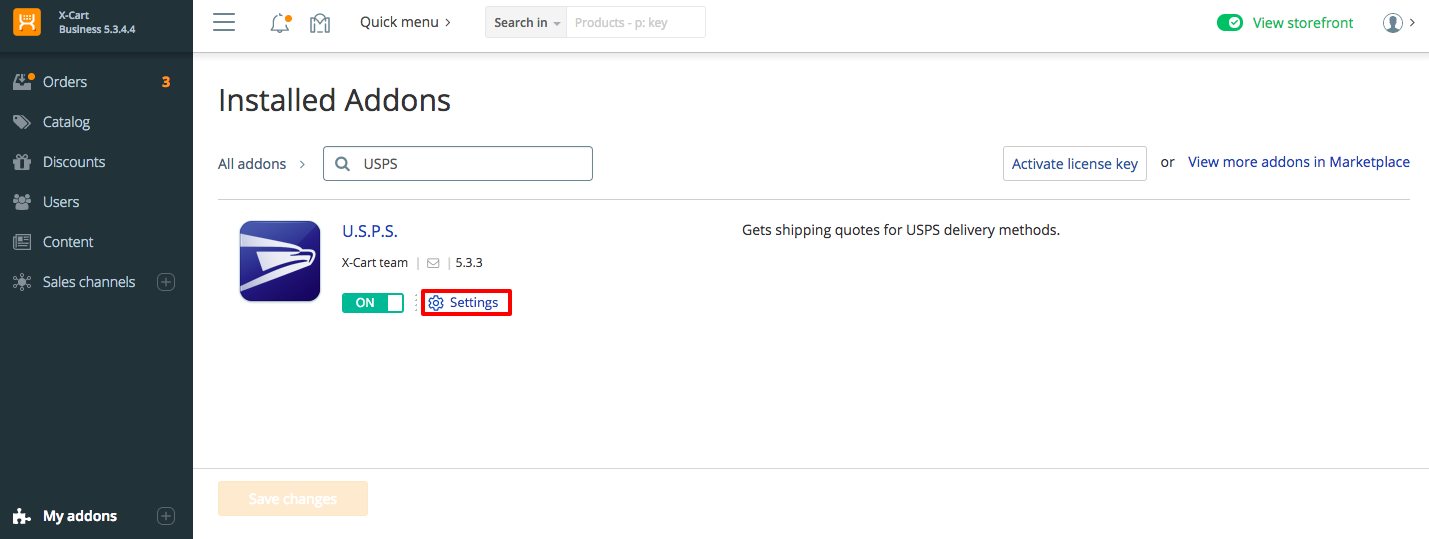 X-Cart
Business 5.3.4.4
Quick menu
Search in
Products - p: key
View storefront
Orders 3
Catalog
Discounts
Users
Content
Sales channels
My addons
Installed Addons
All addons
USPS
Activate license key or View more addons in Marketplace
U.S.P.S.
Gets shipping quotes for USPS delivery methods.
X-Cart team | | 5.3.3
ON
Settings
Save changes